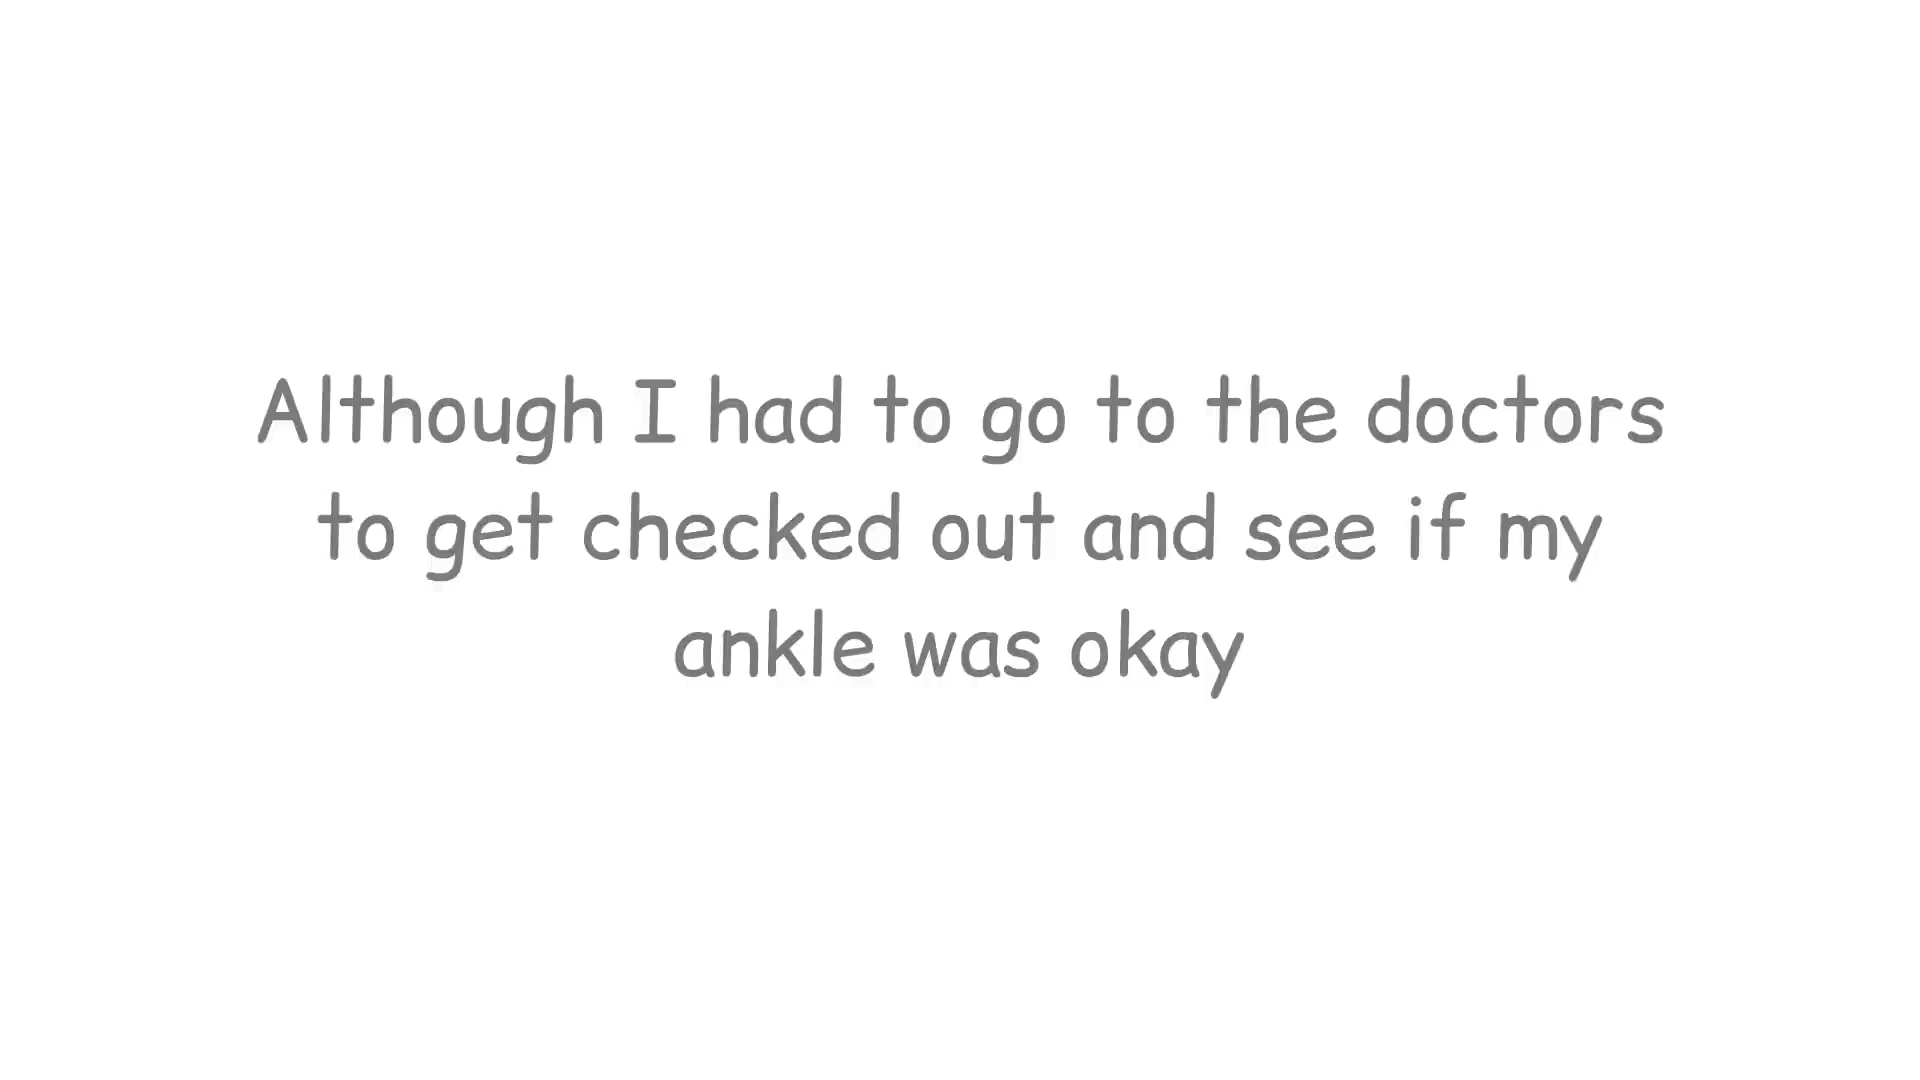 Although I had to go to the doctors
to get checked out and see if my
ankle was okay